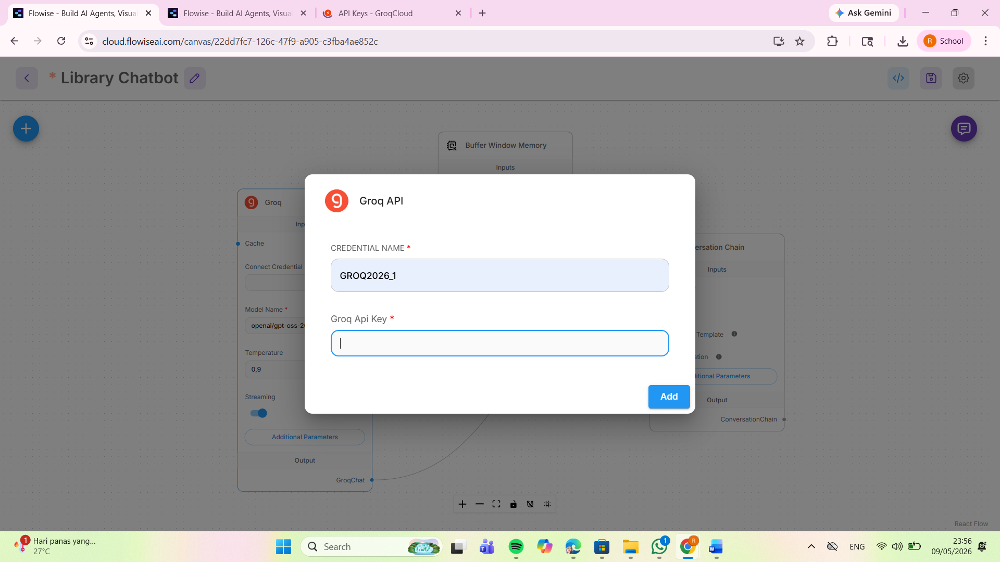 Flowise - Build AI Agents, Visual
Flowise - Build AI Agents, Visual
API Keys - GroqCloud
Ask Gemini
cloud.flowiseai.com/canvas/22dd7fc7-126c-47f9-a905-c3fba4ae852c
R
School
* Library Chatbot
Buffer Window Memory
Inputs
Groq
Inp
Cache
Connect Credential
Model Name *
openai/gpt-oss-2
Temperature
0,9
Streaming
Additional Parameters
Output
GroqChat
Groq API
CREDENTIAL NAME *
GROQ2026_1
Groq Api Key *
Add
ersation Chain
Inputs
Template
ation
litional Parameters
Output
ConversationChain
React Flow
1
Hari panas yang...
27°C
Search
1
R
ENG
23:56
09/05/2026